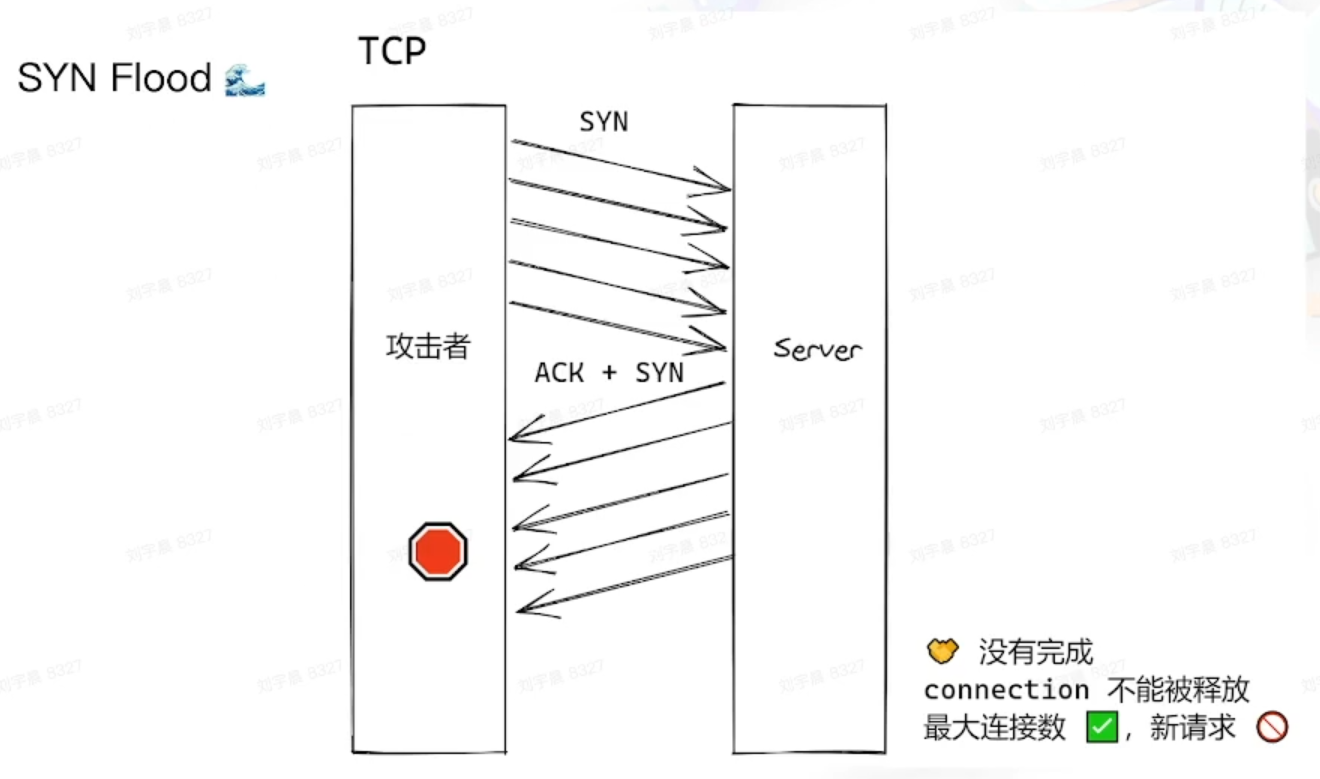 TCP
SYN Flood 🌊
SYN
攻击者
Server
ACK + SYN
🤝 没有完成
connection 不能被释放
最大连接数 ✅，新请求 🚫
刘宇晨 8327